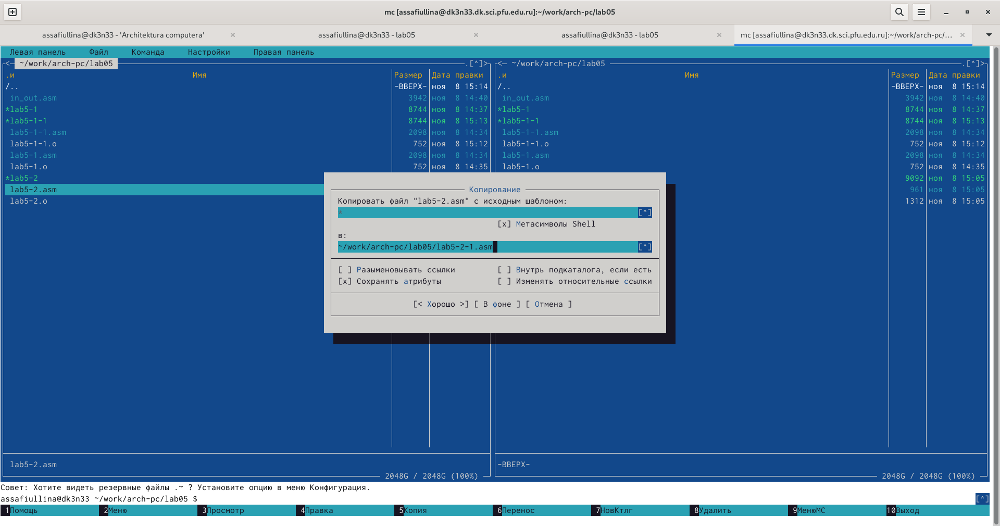 mc [assafiullina@dk3n33.dk.sci.pfu.edu.ru]:~/work/arch-pc/lab05
assafiullina@dk3n33 - 'Architektura computera' × assafiullina@dk3n33 - lab05 × assafiullina@dk3n33 - lab05 × mc [assafiullina@dk3n33.dk.sci.pfu.edu.ru]:~/work/arch-pc/... ×
Левая панель Файл Команда Настройки Правая панель
<- ~/work/arch-pc/lab05 .[^]> <- ~/work/arch-pc/lab05 .[^]>
.и Имя Размер Дата правки .и Имя Размер Дата правки
/.. -ВВЕРХ- ноя 8 15:14 /.. -ВВЕРХ- ноя 8 15:14
in_out.asm 3942 ноя 8 14:40 in_out.asm 3942 ноя 8 14:40
*lab5-1 8744 ноя 8 14:37 *lab5-1 8744 ноя 8 14:37
*lab5-1-1 8744 ноя 8 15:13 *lab5-1-1 8744 ноя 8 15:13
lab5-1-1.asm 2098 ноя 8 14:34 lab5-1-1.asm 2098 ноя 8 14:34
lab5-1-1.o 752 ноя 8 15:12 lab5-1-1.o 752 ноя 8 15:12
lab5-1.asm 2098 ноя 8 14:34 lab5-1.asm 2098 ноя 8 14:34
lab5-1.o 752 ноя 8 14:35 lab5-1.o 752 ноя 8 14:35
*lab5-2 9092 ноя 8 15:05
lab5-2.asm 961 ноя 8 15:05
lab5-2.o 1312 ноя 8 15:05
Копирование
Копировать файл "lab5-2.asm" с исходным шаблоном:
* [^]
[x] Метасимволы Shell
в:
~/work/arch-pc/lab05/lab5-2-1.asm [^]
[ ] Разыменовывать ссылки [ ] Внутрь подкаталога, если есть
[x] Сохранять атрибуты [ ] Изменять относительные ссылки
[< Хорошо >] [ В фоне ] [ Отмена ]
lab5-2.asm -ВВЕРХ-
2048G / 2048G (100%) 2048G / 2048G (100%)
Совет: Хотите видеть резервные файлы .~ ? Установите опцию в меню Конфигурация.
assafiullina@dk3n33 ~/work/arch-pc/lab05 $ [^]
1Помощь 2Меню 3Просмотр 4Правка 5Копия 6Перенос 7НовКтлг 8Удалить 9МенюMC 10Выход